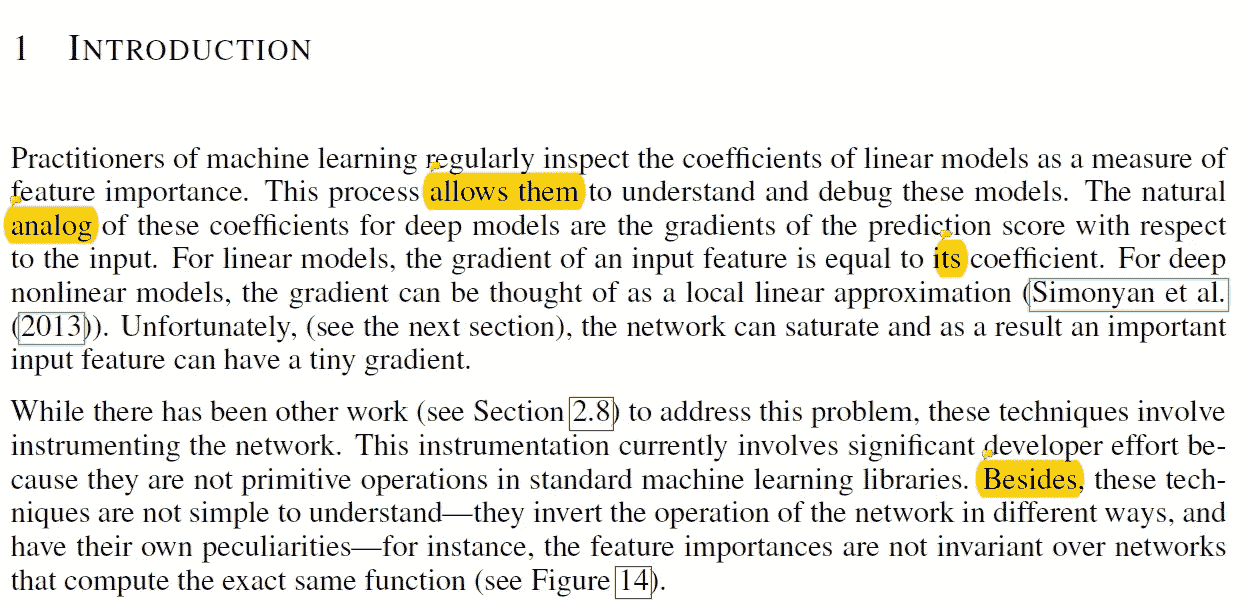 1 INTRODUCTION
Practitioners of machine learning regularly inspect the coefficients of linear models as a measure of
feature importance. This process allows them to understand and debug these models. The natural
analog of these coefficients for deep models are the gradients of the prediction score with respect
to the input. For linear models, the gradient of an input feature is equal to its coefficient. For deep
nonlinear models, the gradient can be thought of as a local linear approximation (Simonyan et al.
(2013)). Unfortunately, (see the next section), the network can saturate and as a result an important
input feature can have a tiny gradient.
While there has been other work (see Section 2.8) to address this problem, these techniques involve
instrumenting the network. This instrumentation currently involves significant developer effort be-
cause they are not primitive operations in standard machine learning libraries. Besides, these tech-
niques are not simple to understand—they invert the operation of the network in different ways, and
have their own peculiarities—for instance, the feature importances are not invariant over networks
that compute the exact same function (see Figure 14).